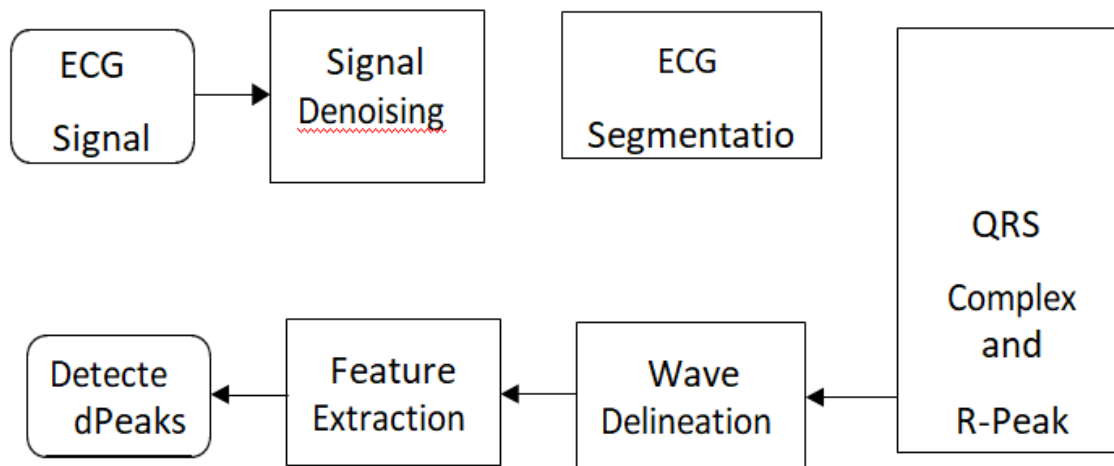 ECG
Signal
Signal
Denoising
ECG
Segmentatio
QRS
Complex
and
R-Peak
Wave
Delineation
Feature
Extraction
Detecte
dPeaks